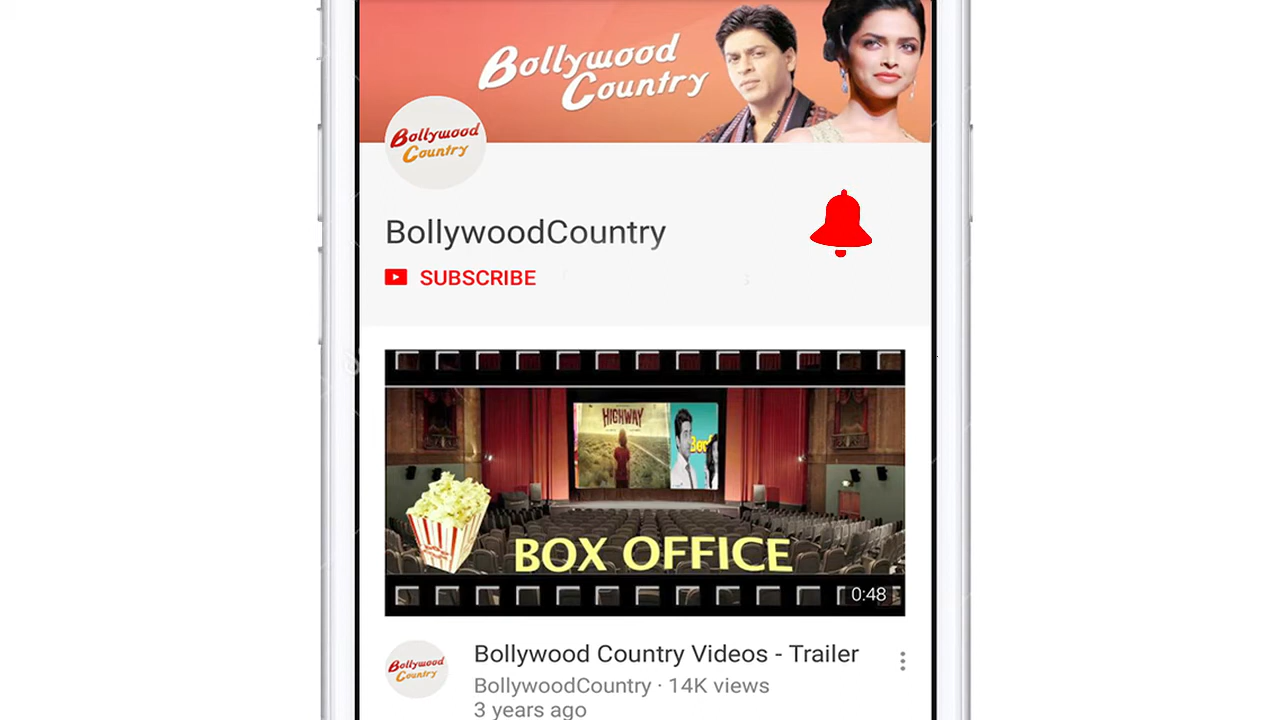 Bollywood
Country
Bollywood
Country
BollywoodCountry
SUBSCRIBE
HIGHWAY
BOX OFFICE
0:48
Bollywood
Country
Bollywood Country Videos - Trailer
BollywoodCountry · 14K views
3 years ago